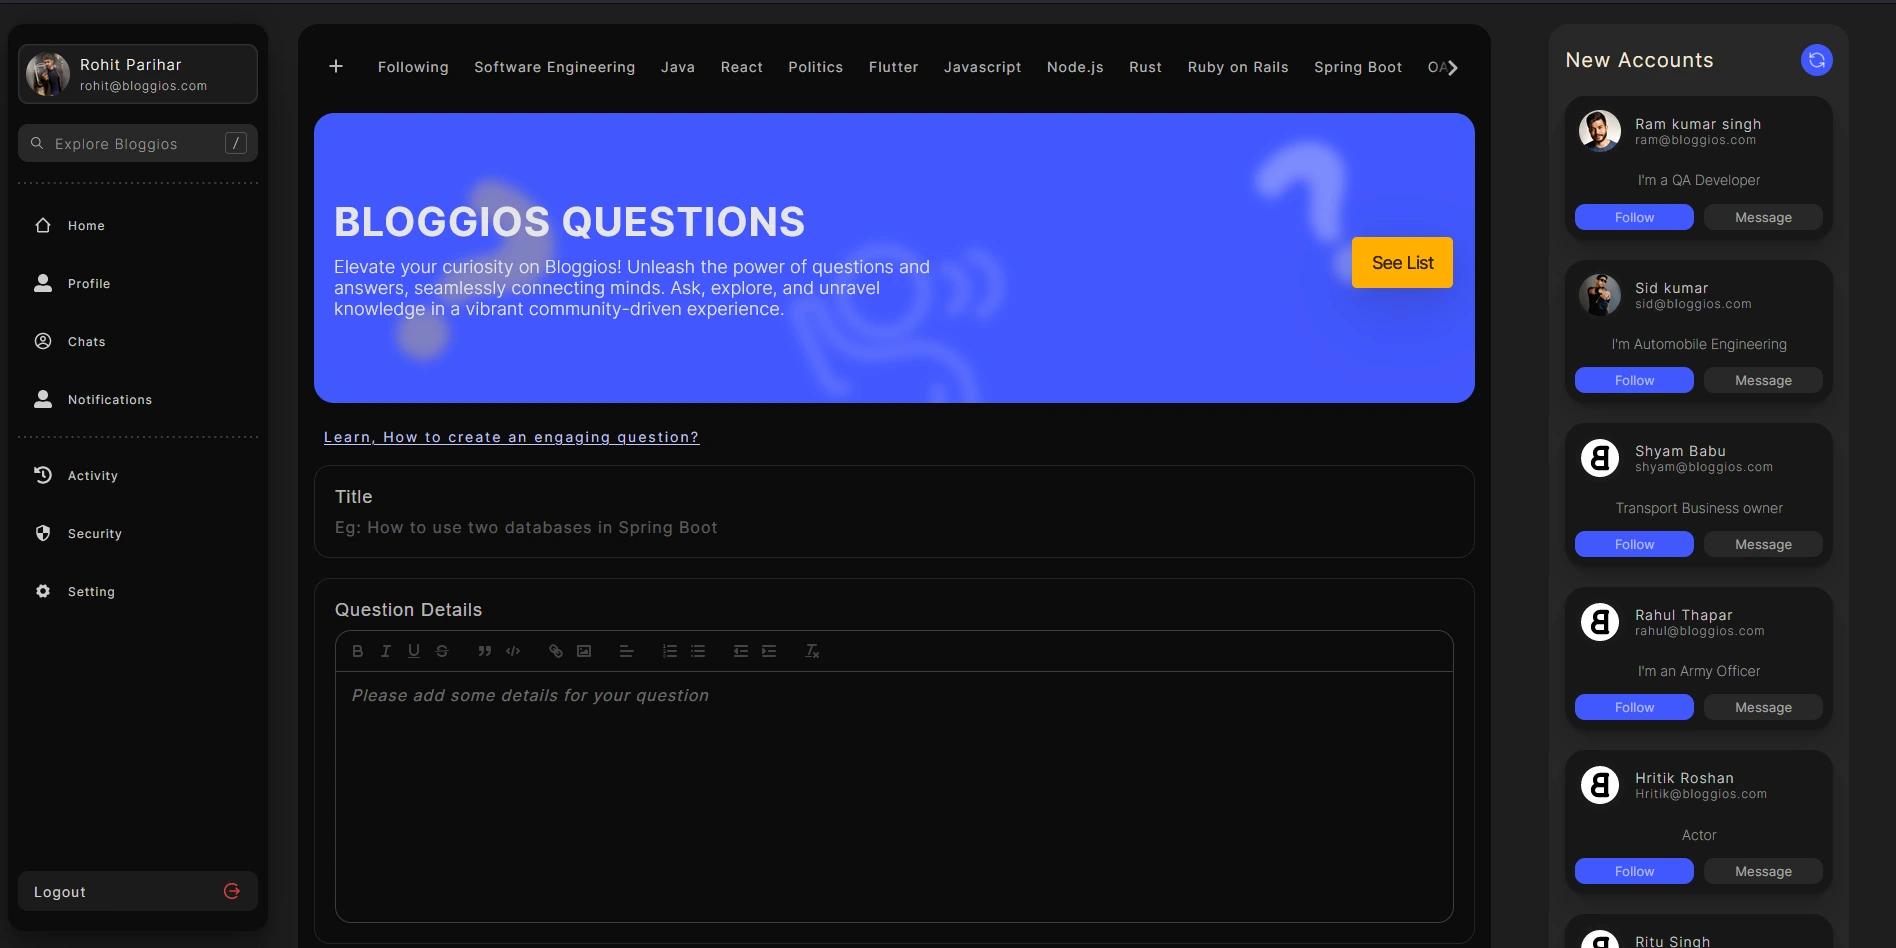 Rohit Parihar
rohit@bloggios.com
Explore Bloggios /
Home
Profile
Chats
Notifications
Activity
Security
Setting
Logout
+ Following Software Engineering Java React Politics Flutter Javascript Node.js Rust Ruby on Rails Spring Boot
BLOGGIOS QUESTIONS
Elevate your curiosity on Bloggios! Unleash the power of questions and
answers, seamlessly connecting minds. Ask, explore, and unravel
knowledge in a vibrant community-driven experience.
See List
Learn, How to create an engaging question?
Title
Eg: How to use two databases in Spring Boot
Question Details
Please add some details for your question
New Accounts
Ram kumar singh
ram@bloggios.com
I'm a QA Developer
Follow Message
Sid kumar
sid@bloggios.com
I'm Automobile Engineering
Follow Message
Shyam Babu
shyam@bloggios.com
Transport Business owner
Follow Message
Rahul Thapar
rahul@bloggios.com
I'm an Army Officer
Follow Message
Hritik Roshan
Hritik@bloggios.com
Actor
Follow Message
Ritu Singh